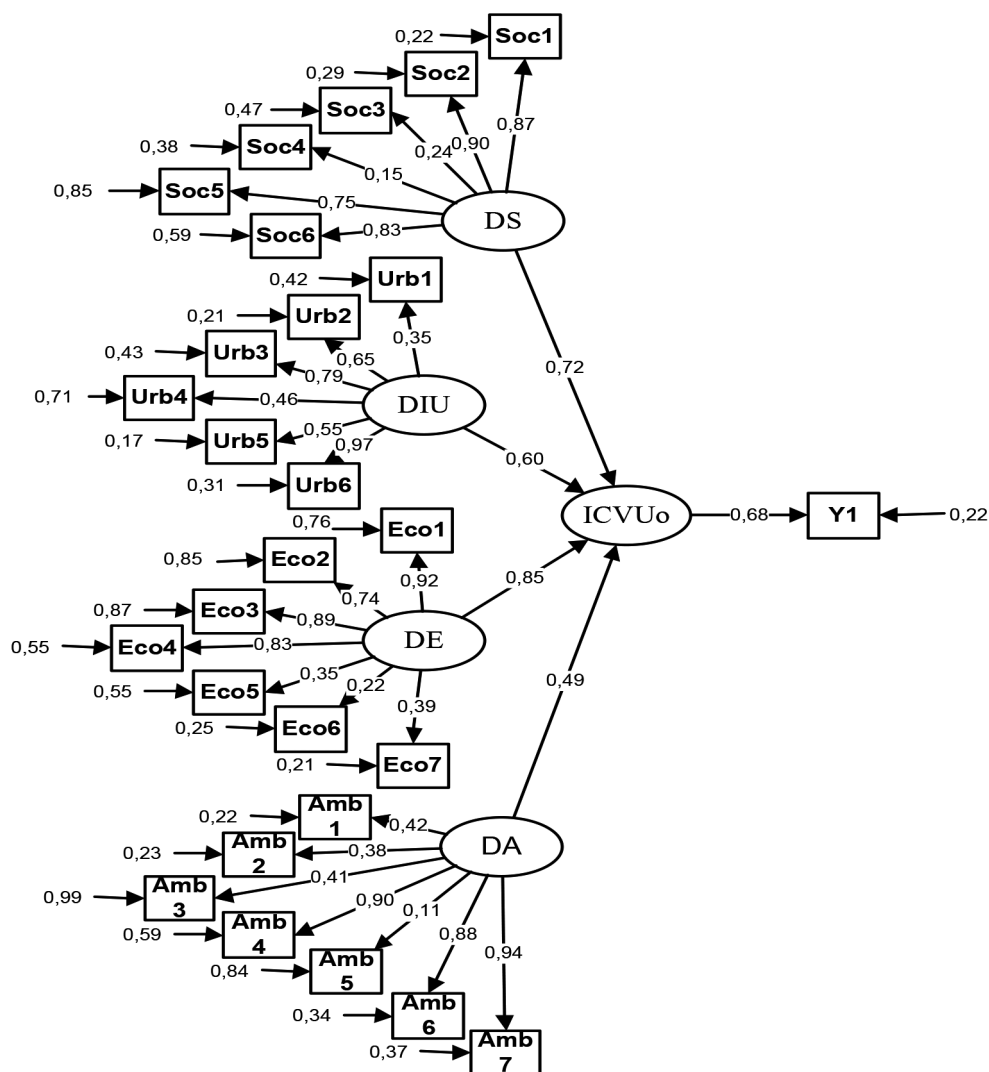 0,22
Soc1
0,29
Soc2
0,47
Soc3
0,87
0,90
0,24
0,38
Soc4
0,15
0,85
Soc5
0,75
DS
0,59
Soc6
0,83
0,42
Urb1
0,21
Urb2
0,35
0,43
Urb3
0,65
0,72
0,79
0,71
Urb4
0,46
DIU
0,17
Urb5
0,55
0,97
0,60
0,31
Urb6
ICVUo
0,68
Y1
0,22
0,76
Eco1
0,85
Eco2
0,92
0,85
0,74
0,87
Eco3
0,89
0,55
Eco4
0,83
DE
0,55
Eco5
0,35
0,22
0,49
0,39
0,25
Eco6
0,21
Eco7
0,22
Amb
1
0,42
0,23
Amb
2
0,38
DA
0,99
Amb
3
0,41
0,90
0,59
Amb
4
0,11
0,88
0,94
0,84
Amb
5
0,34
Amb
6
0,37
Amb
7